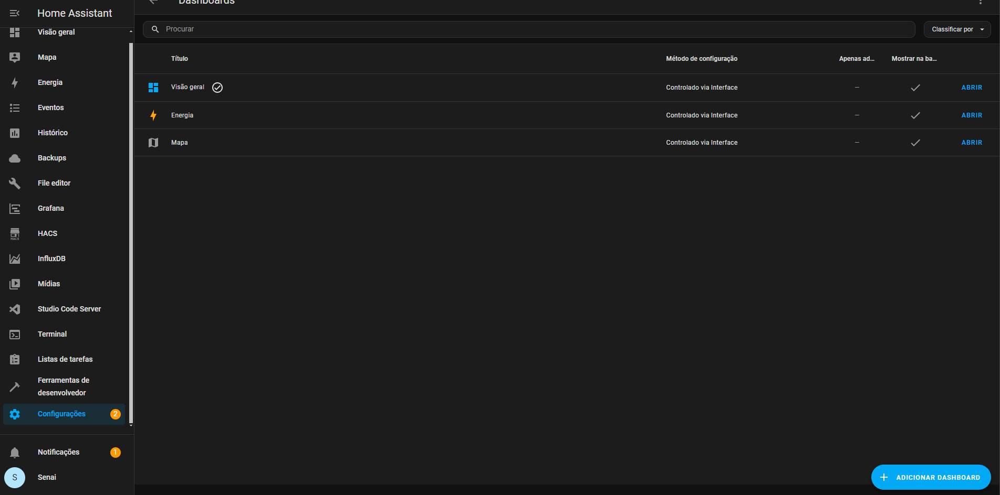 Home Assistant
Visão geral
Mapa
Energia
Eventos
Histórico
Backups
File editor
Grafana
HACS
HACS
InfluxDB
Mídias
Studio Code Server
Terminal
Listas de tarefas
Ferramentas de
desenvolvedor
Configurações 2
Notificações 1
S Senai
Dashboards
Procurar
Classificar por
Título Método de configuração Apenas ad... Mostrar na ba...
Visão geral Controlado via Interface – ABRIR
Energia Controlado via Interface – ABRIR
Mapa Controlado via Interface – ABRIR
ADICIONAR DASHBOARD